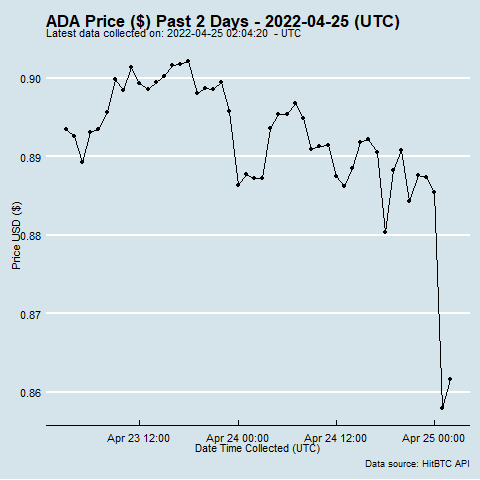 ADA Price ($) Past 2 Days - 2022-04-25 (UTC)
Latest data collected on: 2022-04-25 02:04:20 - UTC
0.90
0.89
0.88
0.87
0.86
Price USD ($)
Apr 23 12:00 Apr 24 00:00 Apr 24 12:00 Apr 25 00:00
Date Time Collected (UTC)
Data source: HitBTC API